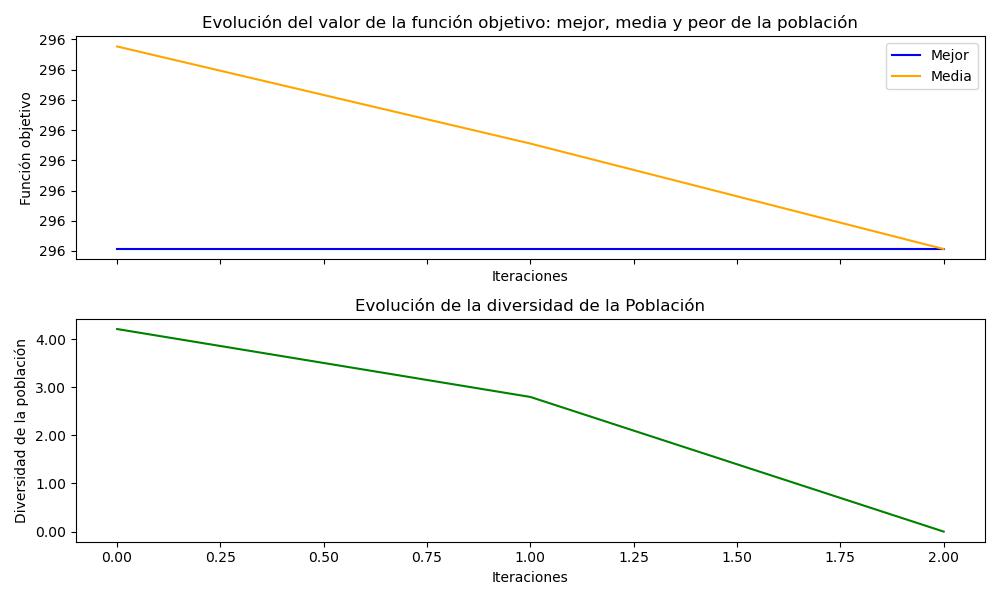 Evolución del valor de la función objetivo: mejor, media y peor de la población
296
296
296
296
296
296
296
296
Función objetivo
Mejor
Media
Iteraciones
Evolución de la diversidad de la Población
4.00
3.00
2.00
1.00
0.00
Diversidad de la población
0.00 0.25 0.50 0.75 1.00 1.25 1.50 1.75 2.00
Iteraciones